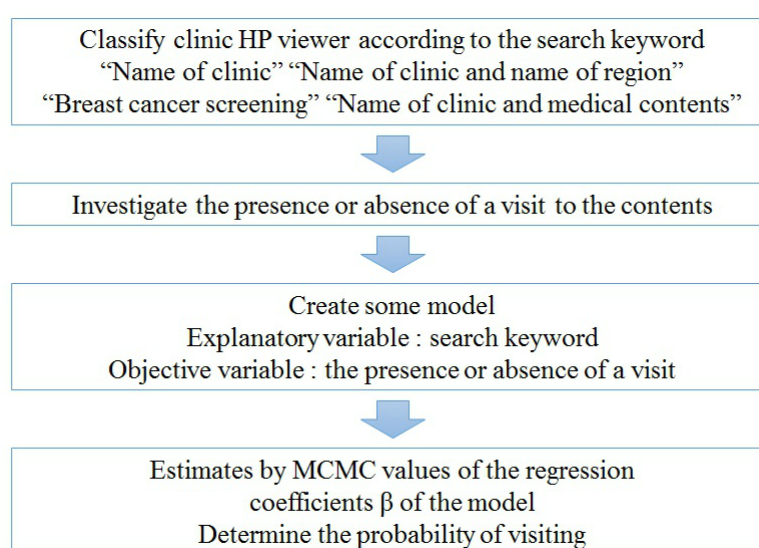 Classify clinic HP viewer according to the search keyword
“Name of clinic” “Name of clinic and name of region”
“Breast cancer screening” “Name of clinic and medical contents”
Investigate the presence or absence of a visit to the contents
Create some model
Explanatory variable : search keyword
Objective variable : the presence or absence of a visit
Estimates by MCMC values of the regression
coefficients β of the model
Determine the probability of visiting